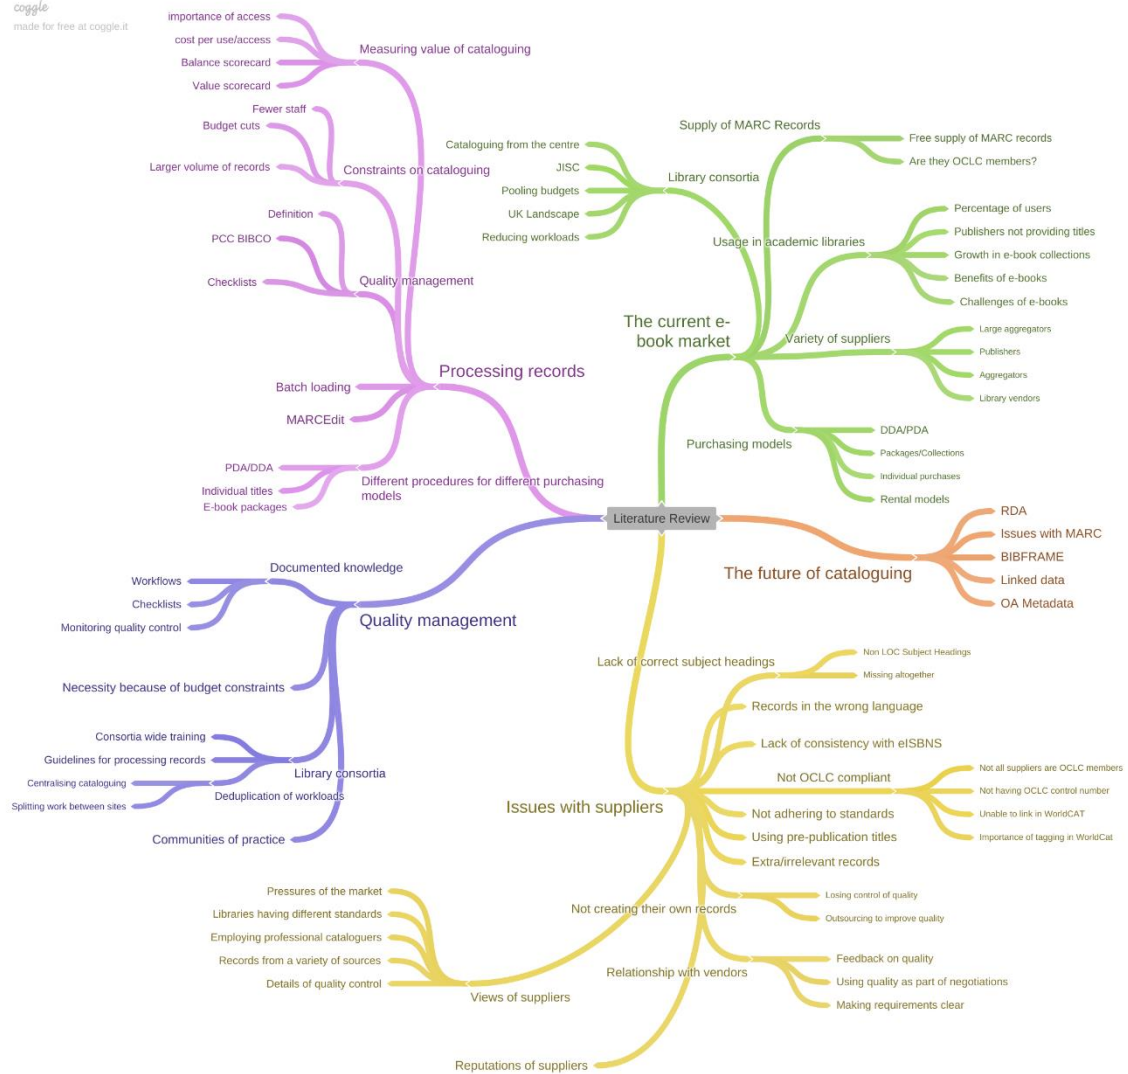 coggle
made for free at coggle.it
Literature Review
Processing records
Measuring value of cataloguing
importance of access
cost per use/access
Balance scorecard
Value scorecard
Constraints on cataloguing
Fewer staff
Budget cuts
Larger volume of records
Quality management
Definition
PCC BIBCO
Checklists
Batch loading
MARCEdit
Different procedures for different purchasing
models
PDA/DDA
Individual titles
E-book packages
Quality management
Documented knowledge
Workflows
Checklists
Monitoring quality control
Necessity because of budget constraints
Library consortia
Consortia wide training
Guidelines for processing records
Deduplication of workloads
Centralising cataloguing
Splitting work between sites
Communities of practice
The current e-
book market
Library consortia
Cataloguing from the centre
JISC
Pooling budgets
UK Landscape
Reducing workloads
Supply of MARC Records
Free supply of MARC records
Are they OCLC members?
Usage in academic libraries
Percentage of users
Publishers not providing titles
Growth in e-book collections
Benefits of e-books
Challenges of e-books
Variety of suppliers
Large aggregators
Publishers
Aggregators
Library vendors
Purchasing models
DDA/PDA
Packages/Collections
Individual purchases
Rental models
The future of cataloguing
RDA
Issues with MARC
BIBFRAME
Linked data
OA Metadata
Issues with suppliers
Lack of correct subject headings
Non LOC Subject Headings
Missing altogether
Records in the wrong language
Lack of consistency with eISBNS
Not OCLC compliant
Not all suppliers are OCLC members
Not having OCLC control number
Unable to link in WorldCAT
Importance of tagging in WorldCat
Not adhering to standards
Using pre-publication titles
Extra/irrelevant records
Not creating their own records
Losing control of quality
Outsourcing to improve quality
Relationship with vendors
Feedback on quality
Using quality as part of negotiations
Making requirements clear
Views of suppliers
Pressures of the market
Libraries having different standards
Employing professional cataloguers
Records from a variety of sources
Details of quality control
Reputations of suppliers